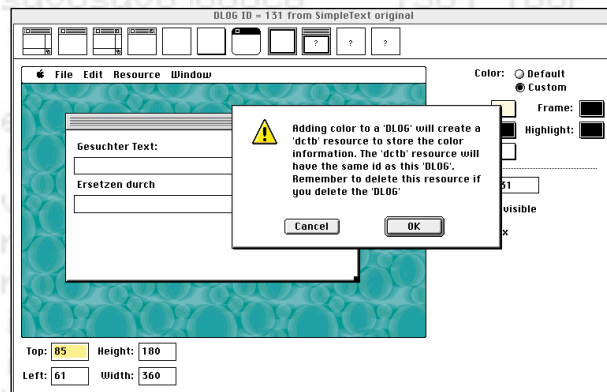 DLOG ID = 131 from SimpleText original
? ? ?
File Edit Resource Window
Color: Default
Custom
Frame:
Highlight:
Gesuchter Text:
Ersetzen durch
Adding color to a 'DLOG' will create a
'dctb' resource to store the color
information. The 'dctb' resource will
have the same id as this 'DLOG'.
Remember to delete this resource if
you delete the 'DLOG'
Cancel OK
Top: 85 Height: 180
Left: 61 Width: 360